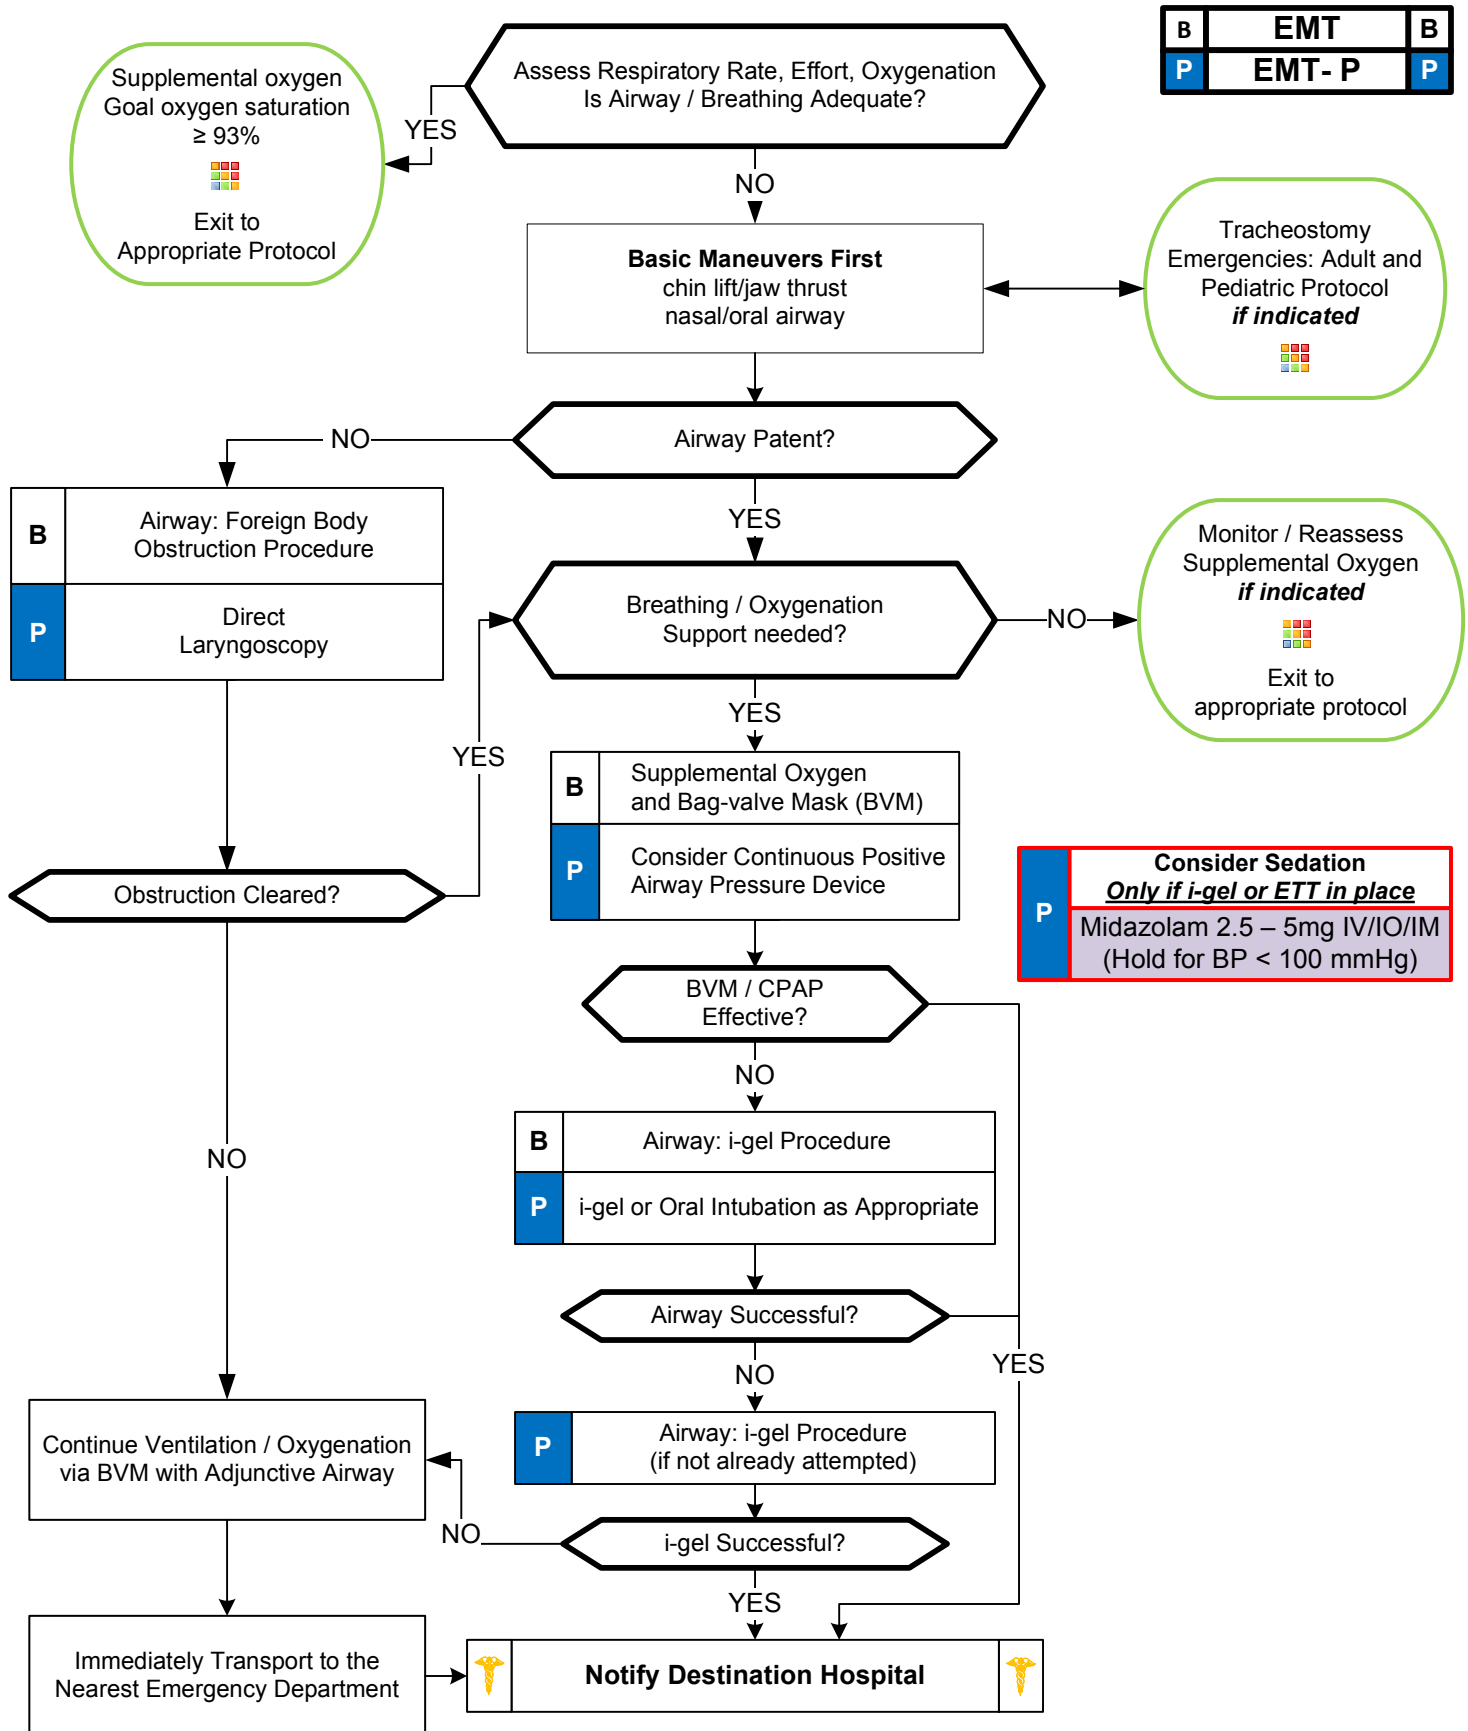 B EMT B
P EMT- P P
Assess Respiratory Rate, Effort, Oxygenation
Is Airway / Breathing Adequate?
YES
Supplemental oxygen
Goal oxygen saturation
≥ 93%
Exit to
Appropriate Protocol
NO
Basic Maneuvers First
chin lift/jaw thrust
nasal/oral airway
Tracheostomy
Emergencies: Adult and
Pediatric Protocol
if indicated
Airway Patent?
NO
B
Airway: Foreign Body
Obstruction Procedure
P
Direct
Laryngoscopy
YES
Breathing / Oxygenation
Support needed?
NO
Monitor / Reassess
Supplemental Oxygen
if indicated
Exit to
appropriate protocol
YES
YES
B
Supplemental Oxygen
and Bag-valve Mask (BVM)
P
Consider Continuous Positive
Airway Pressure Device
Obstruction Cleared?
P
Consider Sedation
Only if i-gel or ETT in place
Midazolam 2.5 – 5mg IV/IO/IM
(Hold for BP < 100 mmHg)
BVM / CPAP
Effective?
NO
B
Airway: i-gel Procedure
P
i-gel or Oral Intubation as Appropriate
NO
Airway Successful?
YES
NO
P
Airway: i-gel Procedure
(if not already attempted)
Continue Ventilation / Oxygenation
via BVM with Adjunctive Airway
NO
i-gel Successful?
YES
Immediately Transport to the
Nearest Emergency Department
Notify Destination Hospital